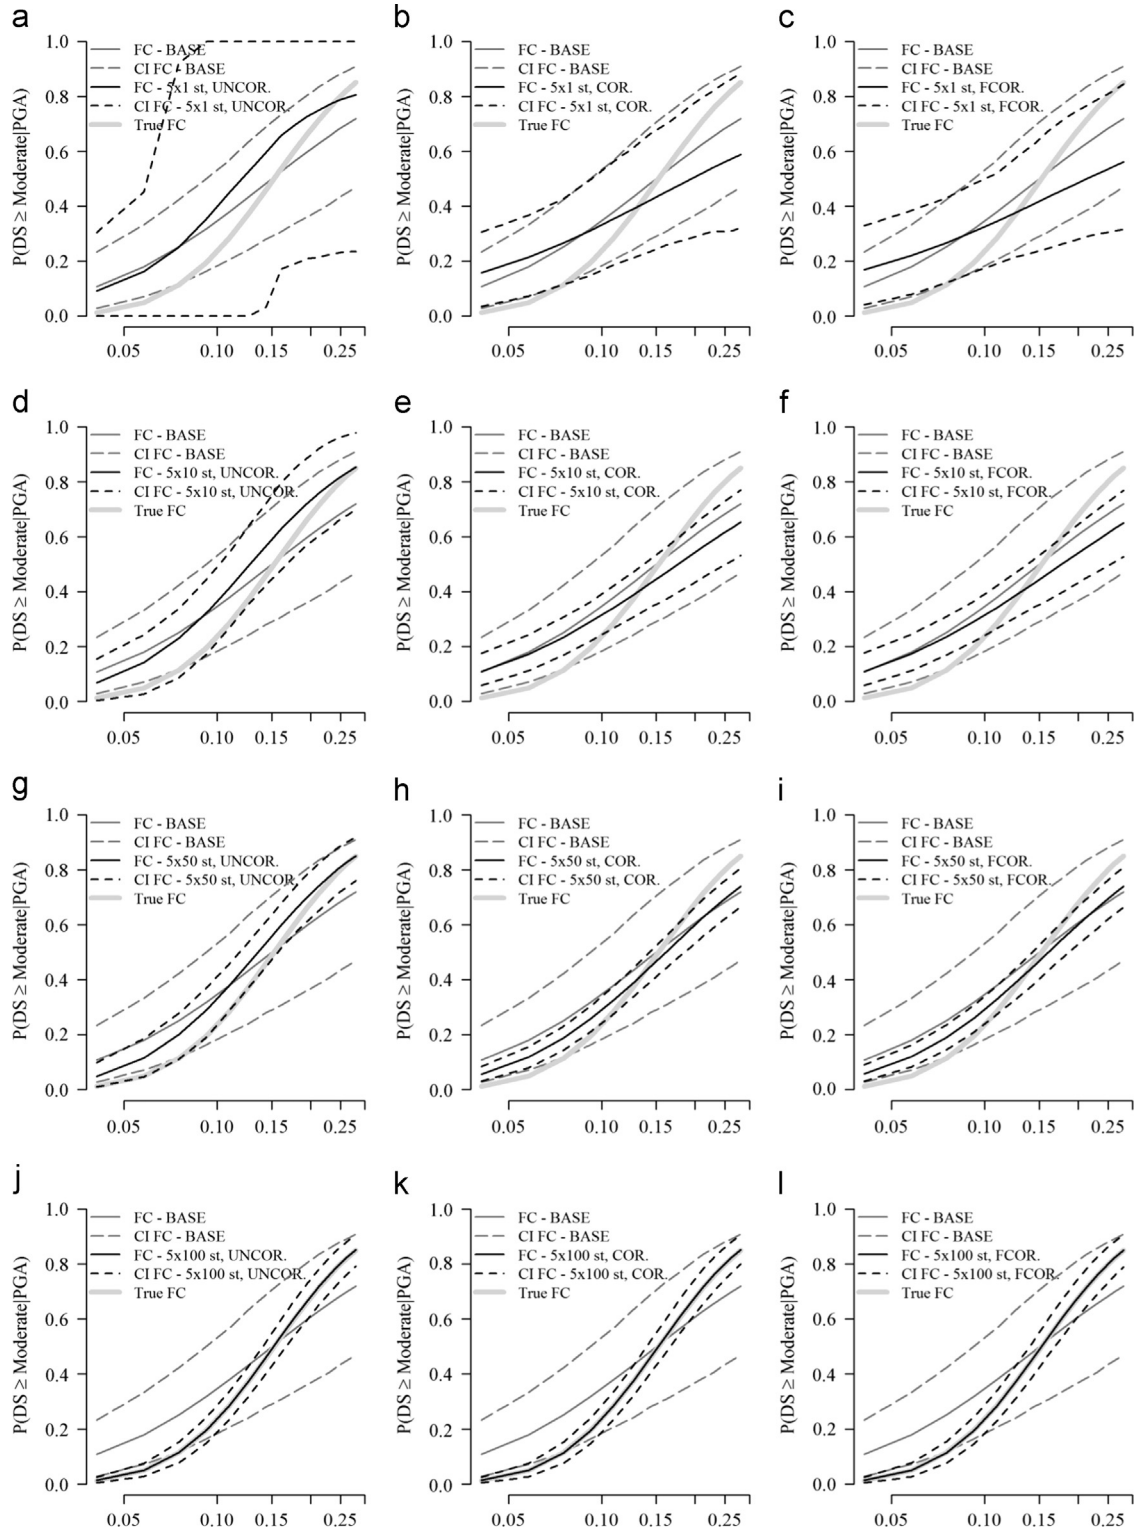 a
1.0
0.8
0.6
0.4
0.2
0.0
P(DS ≥ Moderate|PGA)
FC - BASE
CI FC - BASE
FC - 5x1 st, UNCOR.
CI FC - 5x1 st, UNCOR.
True FC
0.05 0.10 0.15 0.25
b
1.0
0.8
0.6
0.4
0.2
0.0
P(DS ≥ Moderate|PGA)
FC - BASE
CI FC - BASE
FC - 5x1 st, COR.
CI FC - 5x1 st, COR.
True FC
0.05 0.10 0.15 0.25
c
1.0
0.8
0.6
0.4
0.2
0.0
P(DS ≥ Moderate|PGA)
FC - BASE
CI FC - BASE
FC - 5x1 st, FCOR.
CI FC - 5x1 st, FCOR.
True FC
0.05 0.10 0.15 0.25
d
1.0
0.8
0.6
0.4
0.2
0.0
P(DS ≥ Moderate|PGA)
FC - BASE
CI FC - BASE
FC - 5x10 st, UNCOR.
CI FC - 5x10 st, UNCOR.
True FC
0.05 0.10 0.15 0.25
e
1.0
0.8
0.6
0.4
0.2
0.0
P(DS ≥ Moderate|PGA)
FC - BASE
CI FC - BASE
FC - 5x10 st, COR.
CI FC - 5x10 st, COR.
True FC
0.05 0.10 0.15 0.25
f
1.0
0.8
0.6
0.4
0.2
0.0
P(DS ≥ Moderate|PGA)
FC - BASE
CI FC - BASE
FC - 5x10 st, FCOR.
CI FC - 5x10 st, FCOR.
True FC
0.05 0.10 0.15 0.25
g
1.0
0.8
0.6
0.4
0.2
0.0
P(DS ≥ Moderate|PGA)
FC - BASE
CI FC - BASE
FC - 5x50 st, UNCOR.
CI FC - 5x50 st, UNCOR.
True FC
0.05 0.10 0.15 0.25
h
1.0
0.8
0.6
0.4
0.2
0.0
P(DS ≥ Moderate|PGA)
FC - BASE
CI FC - BASE
FC - 5x50 st, COR.
CI FC - 5x50 st, COR.
True FC
0.05 0.10 0.15 0.25
i
1.0
0.8
0.6
0.4
0.2
0.0
P(DS ≥ Moderate|PGA)
FC - BASE
CI FC - BASE
FC - 5x50 st, FCOR.
CI FC - 5x50 st, FCOR.
True FC
0.05 0.10 0.15 0.25
j
1.0
0.8
0.6
0.4
0.2
0.0
P(DS ≥ Moderate|PGA)
FC - BASE
CI FC - BASE
FC - 5x100 st, UNCOR.
CI FC - 5x100 st, UNCOR.
True FC
0.05 0.10 0.15 0.25
k
1.0
0.8
0.6
0.4
0.2
0.0
P(DS ≥ Moderate|PGA)
FC - BASE
CI FC - BASE
FC - 5x100 st, COR.
CI FC - 5x100 st, COR.
True FC
0.05 0.10 0.15 0.25
l
1.0
0.8
0.6
0.4
0.2
0.0
P(DS ≥ Moderate|PGA)
FC - BASE
CI FC - BASE
FC - 5x100 st, FCOR.
CI FC - 5x100 st, FCOR.
True FC
0.05 0.10 0.15 0.25